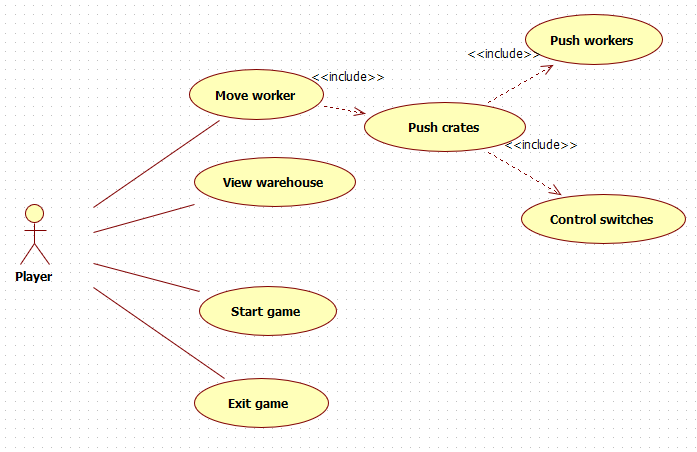 Push workers
<<include>>
<<include>>
Move worker
Push crates
<<include>>
View warehouse
Control switches
Player
Start game
Exit game